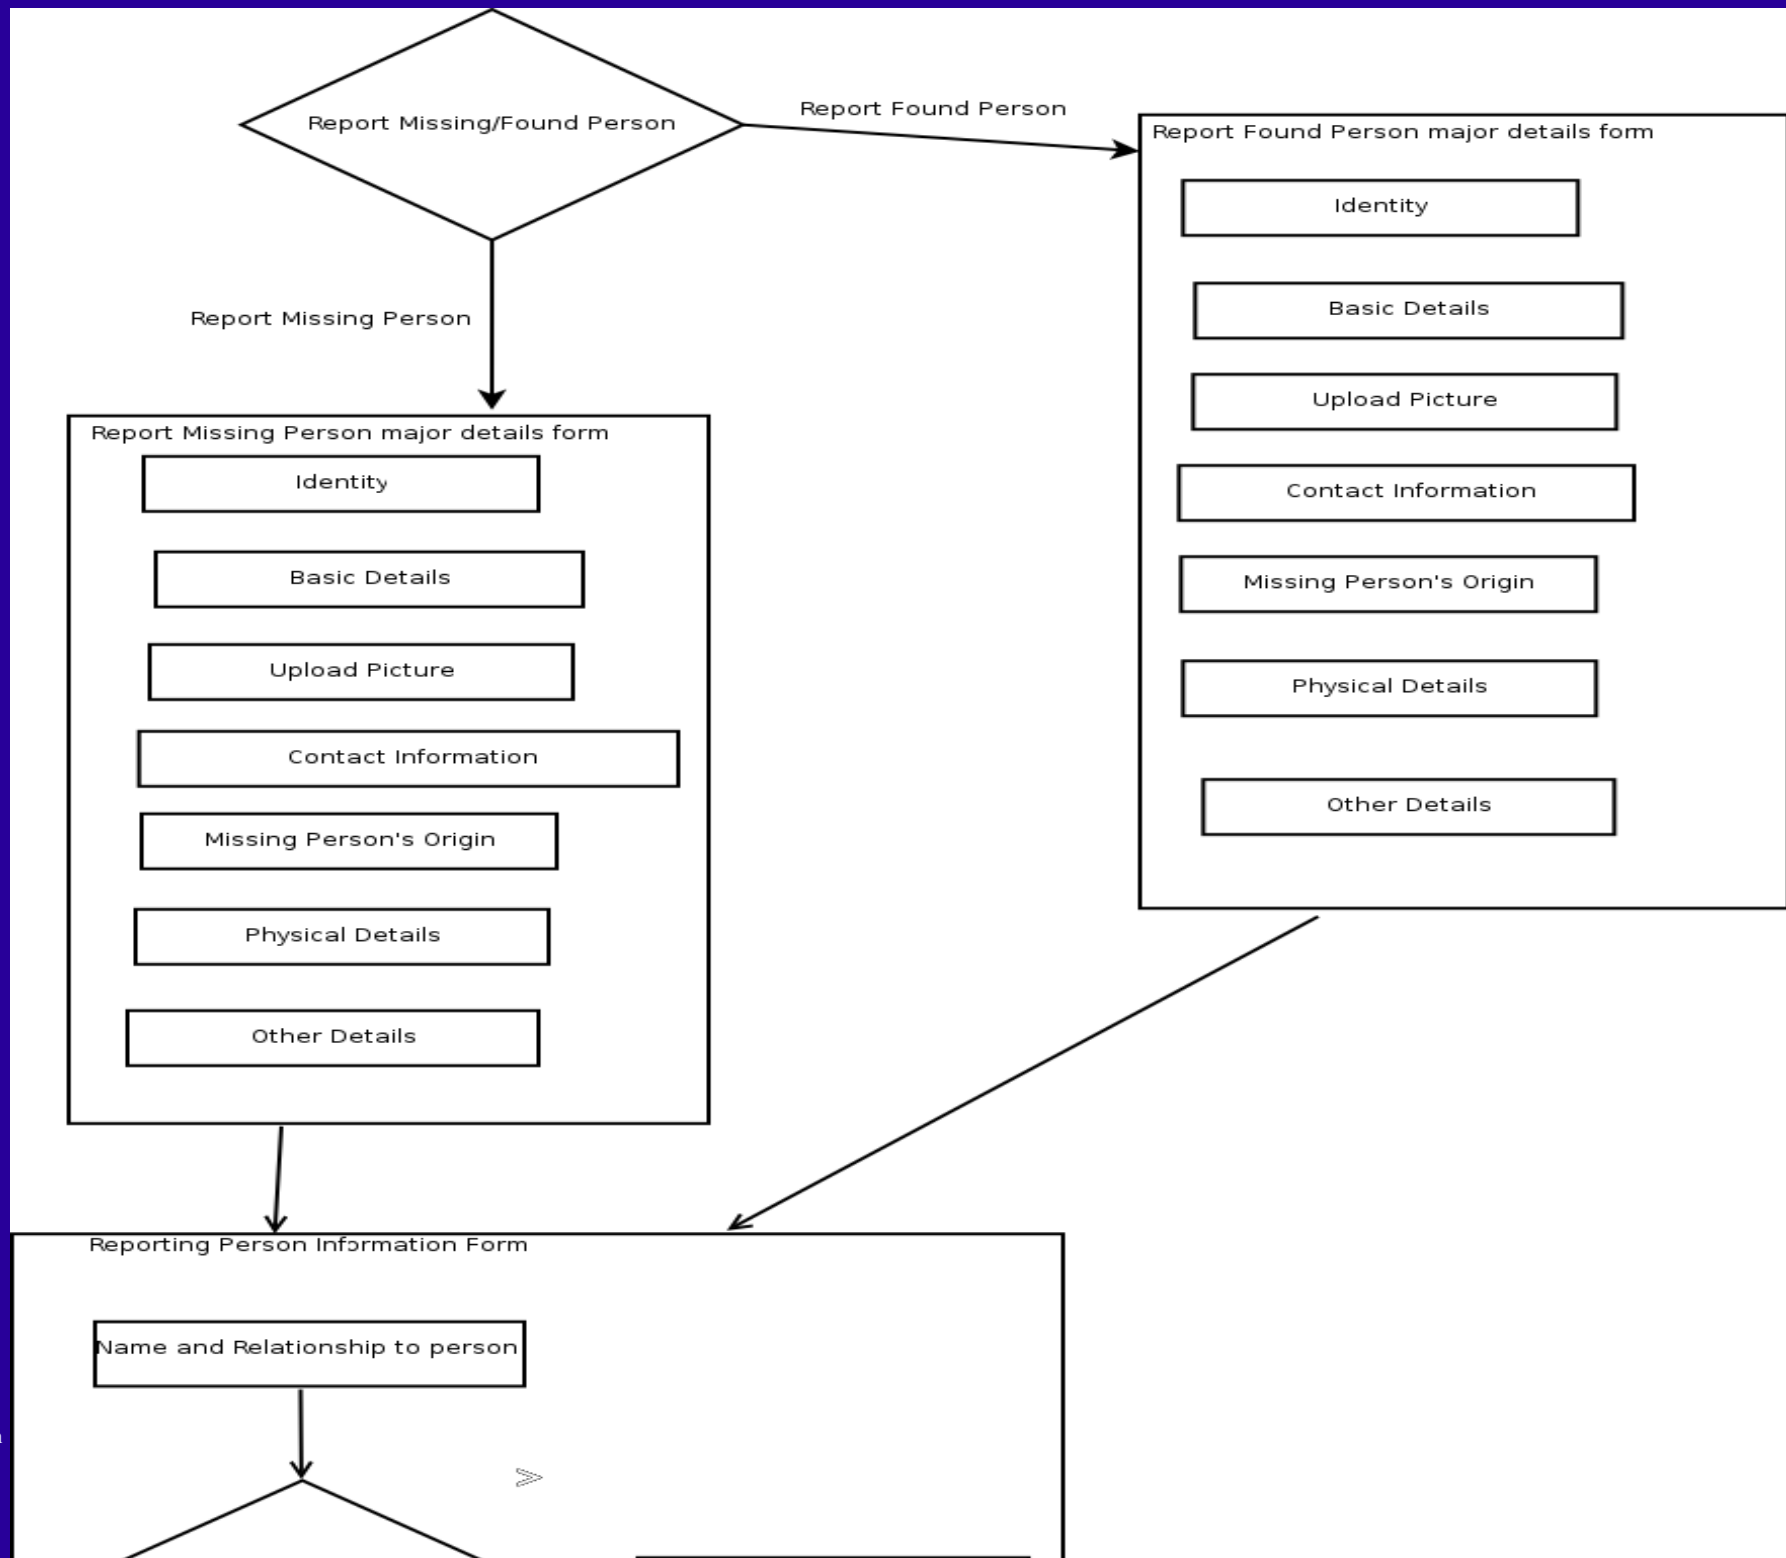 Report Missing/Found Person
Report Found Person
Report Missing Person
Report Missing Person major details form
Identity
Basic Details
Upload Picture
Contact Information
Missing Person's Origin
Physical Details
Other Details
Report Found Person major details form
Identity
Basic Details
Upload Picture
Contact Information
Missing Person's Origin
Physical Details
Other Details
Reporting Person Information Form
Name and Relationship to person